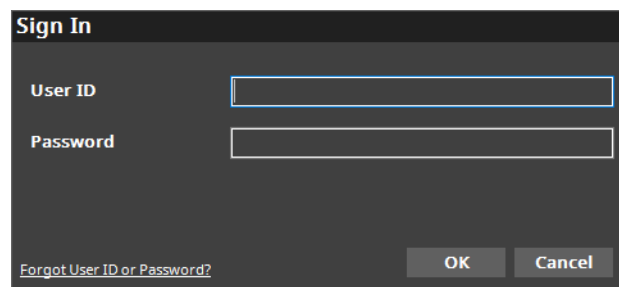 Sign In
User ID
Password
Forgot User ID or Password?
OK
Cancel